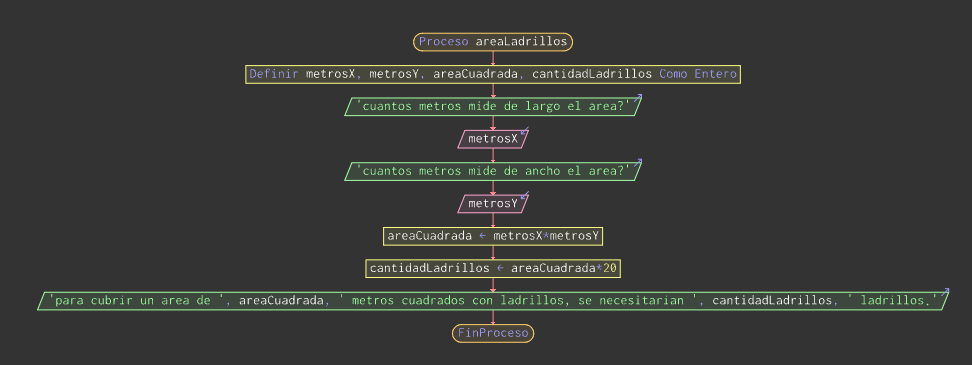 Proceso areaLadrillos
Definir metrosX, metrosY, areaCuadrada, cantidadLadrillos Como Entero
'cuantos metros mide de largo el area?'
metrosX
'cuantos metros mide de ancho el area?'
metrosY
areaCuadrada ← metrosX*metrosY
cantidadLadrillos ← areaCuadrada*20
'para cubrir un area de ', areaCuadrada, ' metros cuadrados con ladrillos, se necesitarian ', cantidadLadrillos, ' ladrillos.'
FinProceso